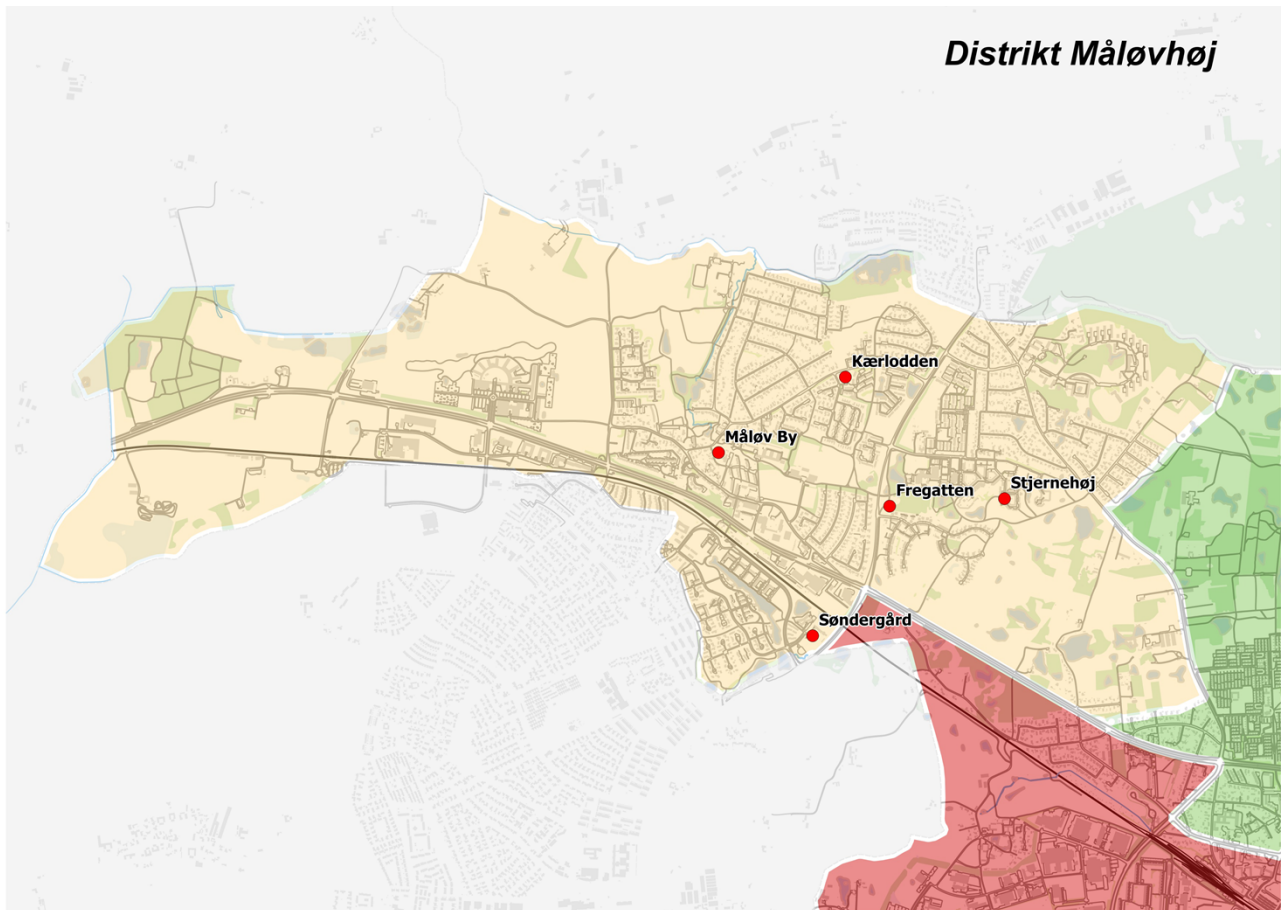 Distrikt Måløvhøj
Kærlodden
Måløv By
Stjernehøj
Fregatten
Søndergård